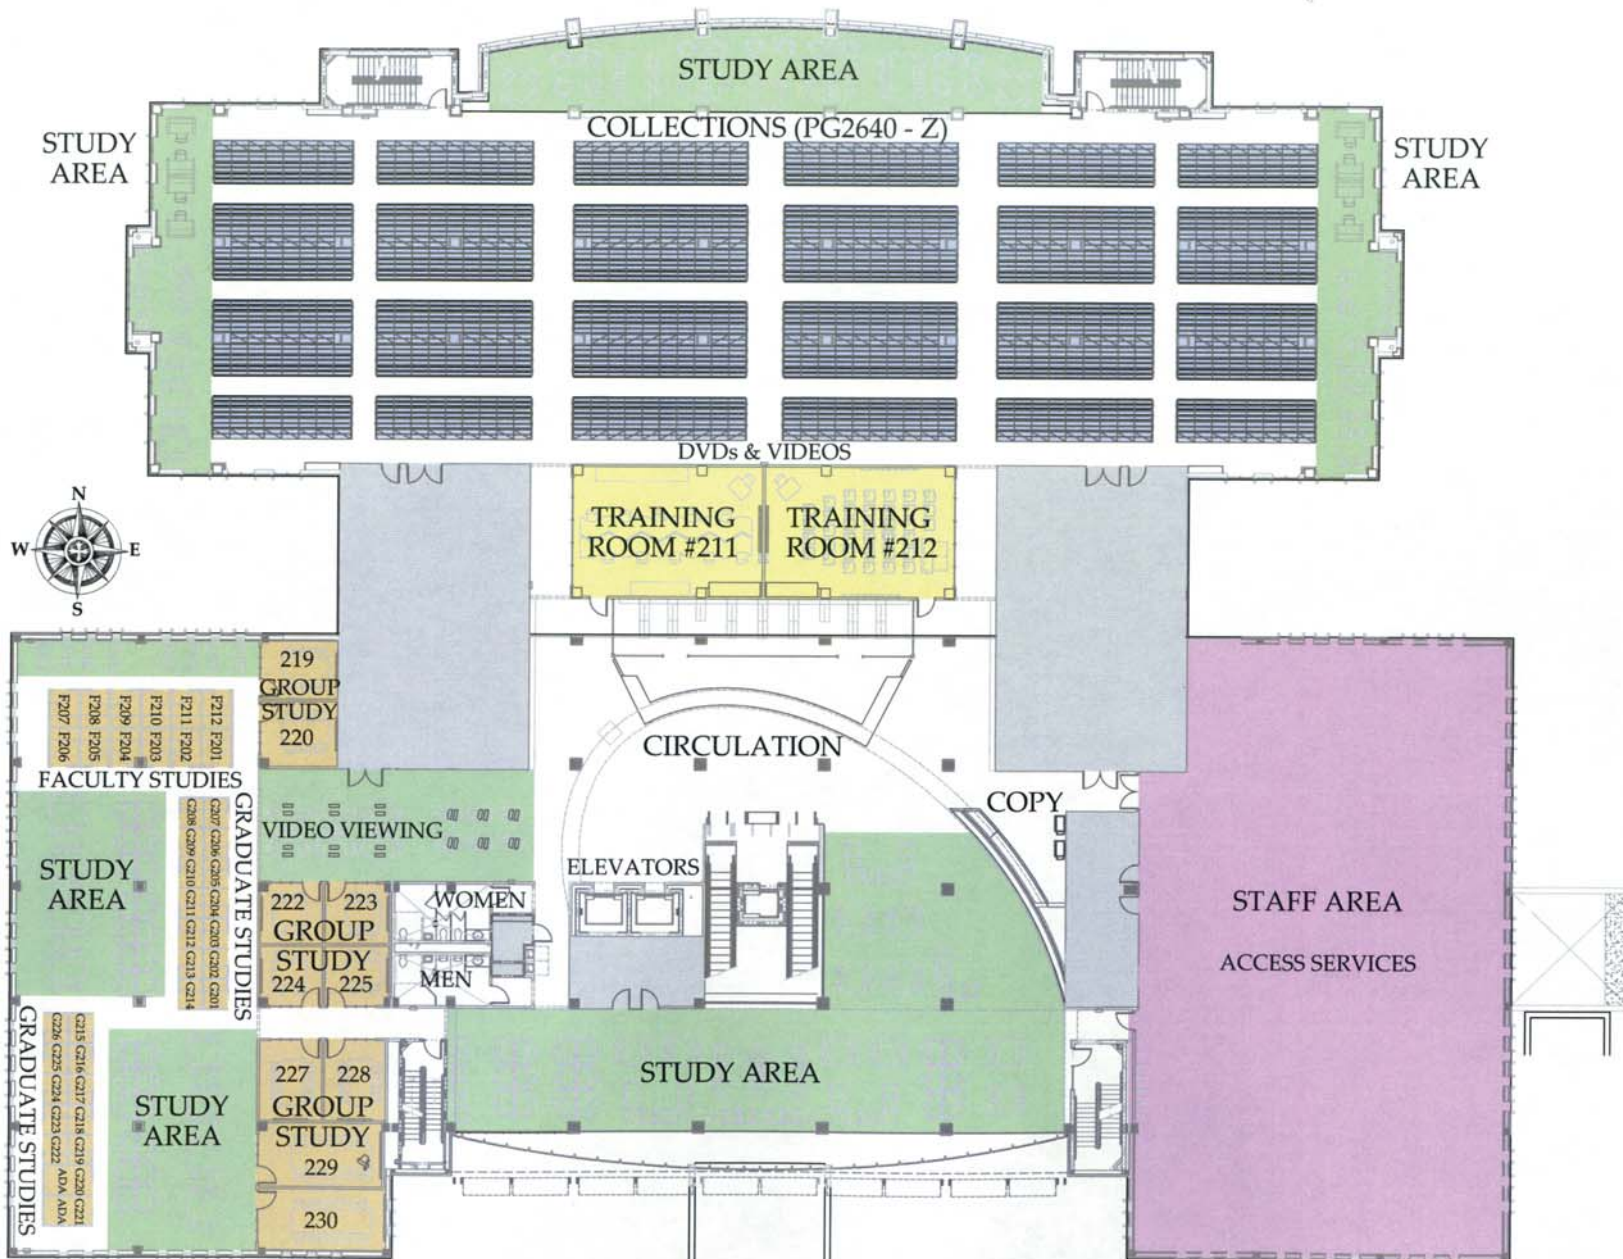 STUDY AREA
COLLECTIONS (PG2640 - Z)
STUDY
AREA
STUDY
AREA
DVDs & VIDEOS
TRAINING
ROOM #211
TRAINING
ROOM #212
N
W E
S
219
GROUP
STUDY
220
F207 F208 F209 F210 F211 F212
F206 F205 F204 F203 F202 F201
FACULTY STUDIES
CIRCULATION
COPY
VIDEO VIEWING
GRADUATE STUDIES
G207 G206 G205 G204 G203 G202 G201
G208 G209 G210 G211 G212 G213 G214
STUDY
AREA
ELEVATORS
222 223
GROUP
STUDY
224 225
WOMEN
MEN
STAFF AREA
ACCESS SERVICES
GRADUATE STUDIES
G215 G216 G217 G218 G219 G220 G221
G226 G225 G224 G223 G222 ADA ADA
STUDY
AREA
227 228
GROUP
STUDY
229
230
STUDY AREA